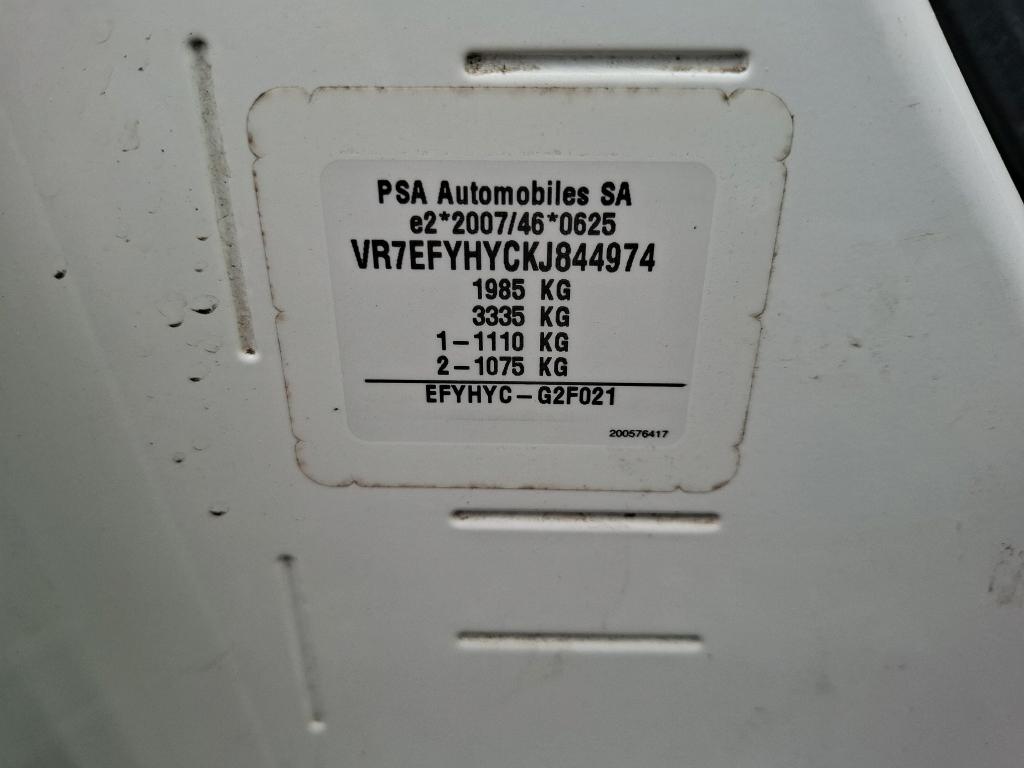 PSA Automobiles SA
e2*2007/46*0625
VR7EFYHYCKJ844974
1985 KG
3335 KG
1-1110 KG
2-1075 KG
EFYHYC-G2F021
200576417